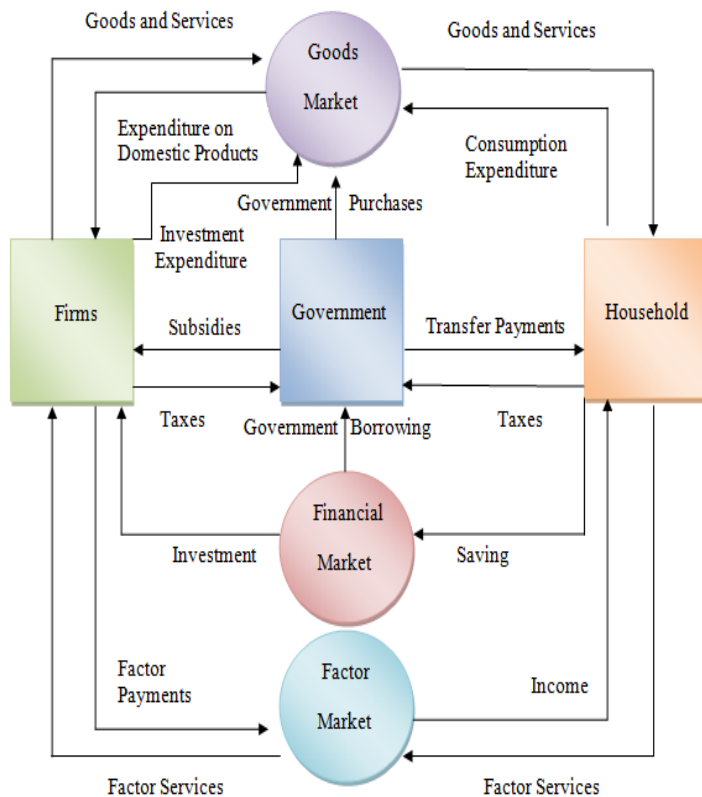 Goods and Services
Goods
Market
Goods and Services
Expenditure on
Domestic Products
Consumption
Expenditure
Government Purchases
Investment
Expenditure
Firms
Government
Household
Subsidies
Transfer Payments
Taxes
Government Borrowing
Taxes
Financial
Market
Investment
Saving
Factor
Payments
Factor
Market
Income
Factor Services
Factor Services